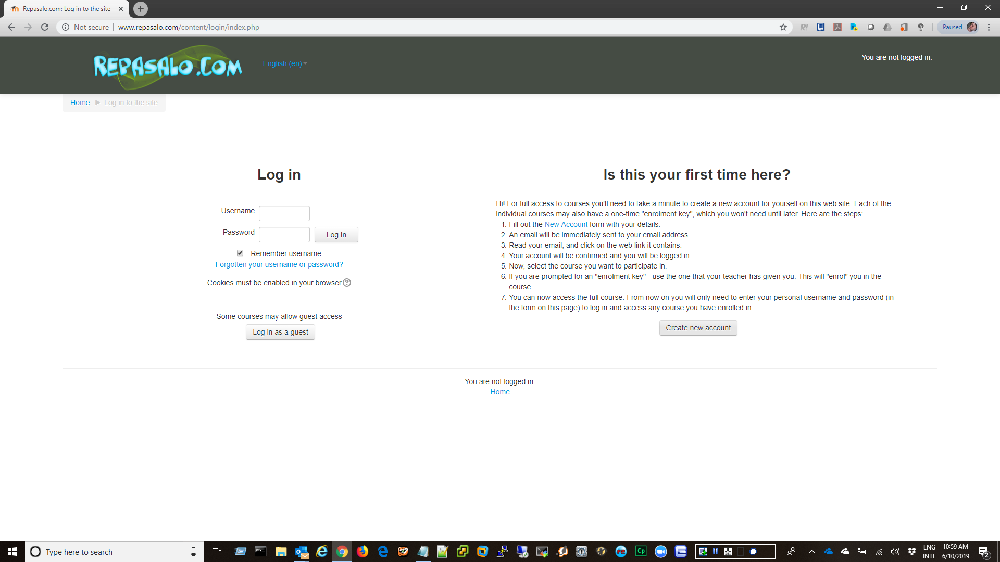 Repasalo.com: Log in to the site
Not secure
www.repasalo.com/content/login/index.php
R!
Paused
REPASALO.COM
English (en)
You are not logged in.
Home ► Log in to the site
Log in
Username
Password
Log in
Remember username
Forgotten your username or password?
Cookies must be enabled in your browser ?
Some courses may allow guest access
Log in as a guest
Is this your first time here?
Hi! For full access to courses you'll need to take a minute to create a new account for yourself on this web site. Each of the
individual courses may also have a one-time "enrolment key", which you won't need until later. Here are the steps:
1. Fill out the New Account form with your details.
2. An email will be immediately sent to your email address.
3. Read your email, and click on the web link it contains.
4. Your account will be confirmed and you will be logged in.
5. Now, select the course you want to participate in.
6. If you are prompted for an "enrolment key" - use the one that your teacher has given you. This will "enrol" you in the
course.
7. You can now access the full course. From now on you will only need to enter your personal username and password (in
the form on this page) to log in and access any course you have enrolled in.
Create new account
You are not logged in.
Home
Type here to search
Cp
ENG
INTL
10:59 AM
6/10/2019
2